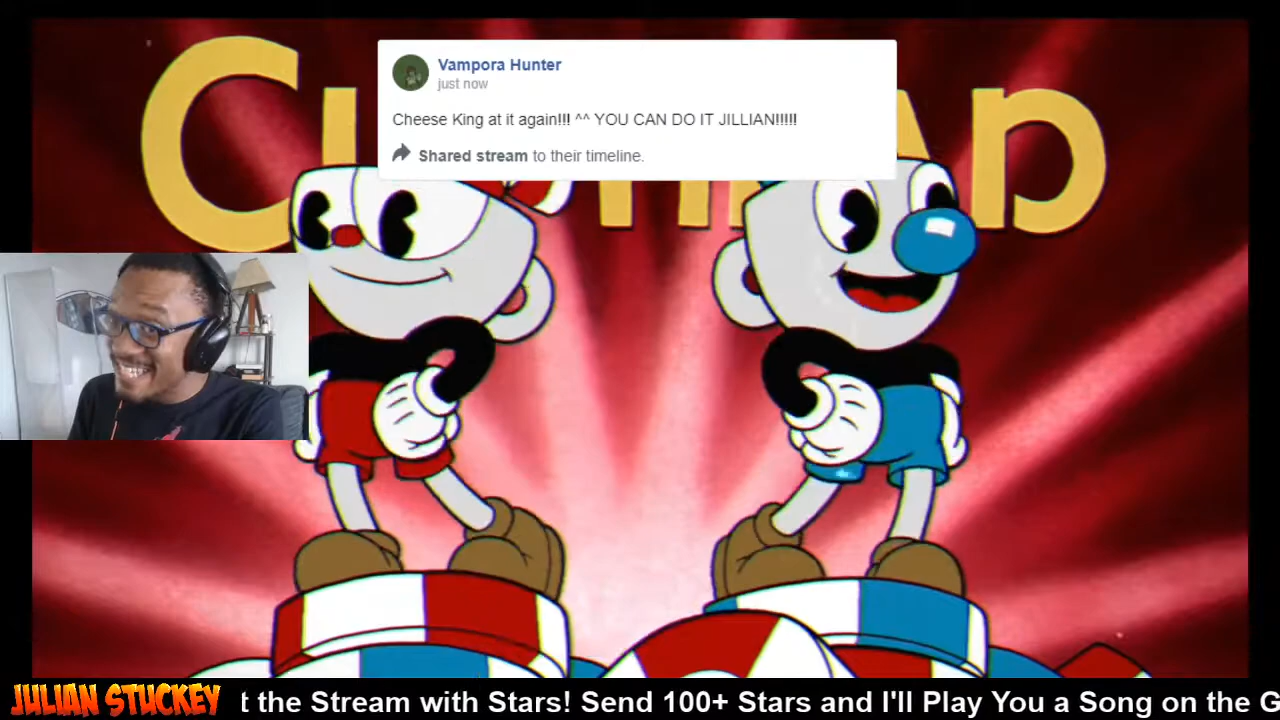 Vampora Hunter
just now
Cheese King at it again!!! ^^ YOU CAN DO IT JILLIAN!!!!!
Shared stream to their timeline.
JULIAN STUCKEY
t the Stream with Stars! Send 100+ Stars and I'll Play You a Song on the G